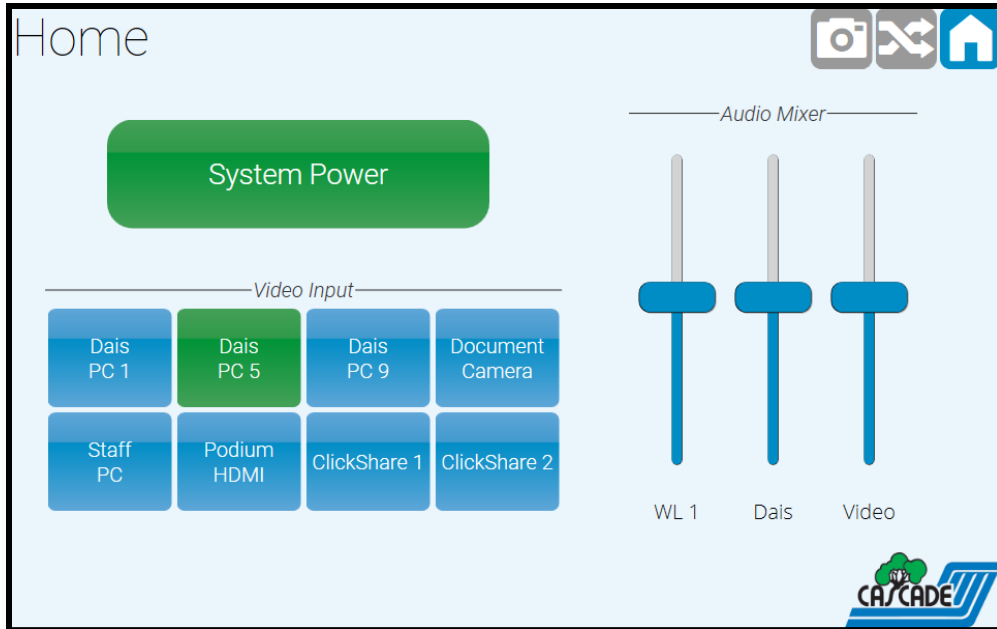 Home
System Power
Audio Mixer
Video Input
Dais
PC 1
Dais
PC 5
Dais
PC 9
Document
Camera
Staff
PC
Podium
HDMI
ClickShare 1
ClickShare 2
WL 1
Dais
Video
CASCADE